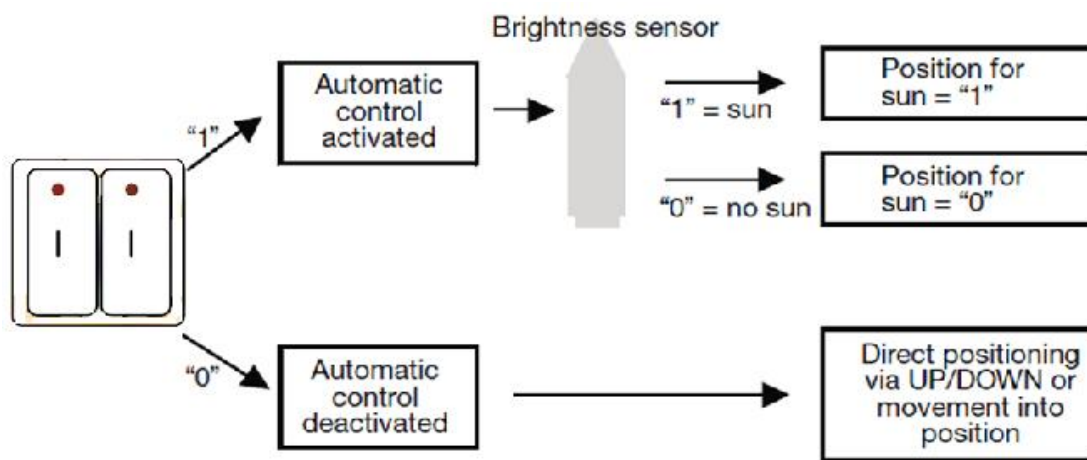 Brightness sensor
"1"
Automatic
control
activated
"1" = sun
Position for
sun = "1"
"0" = no sun
Position for
sun = "0"
"0"
Automatic
control
deactivated
Direct positioning
via UP/DOWN or
movement into
position